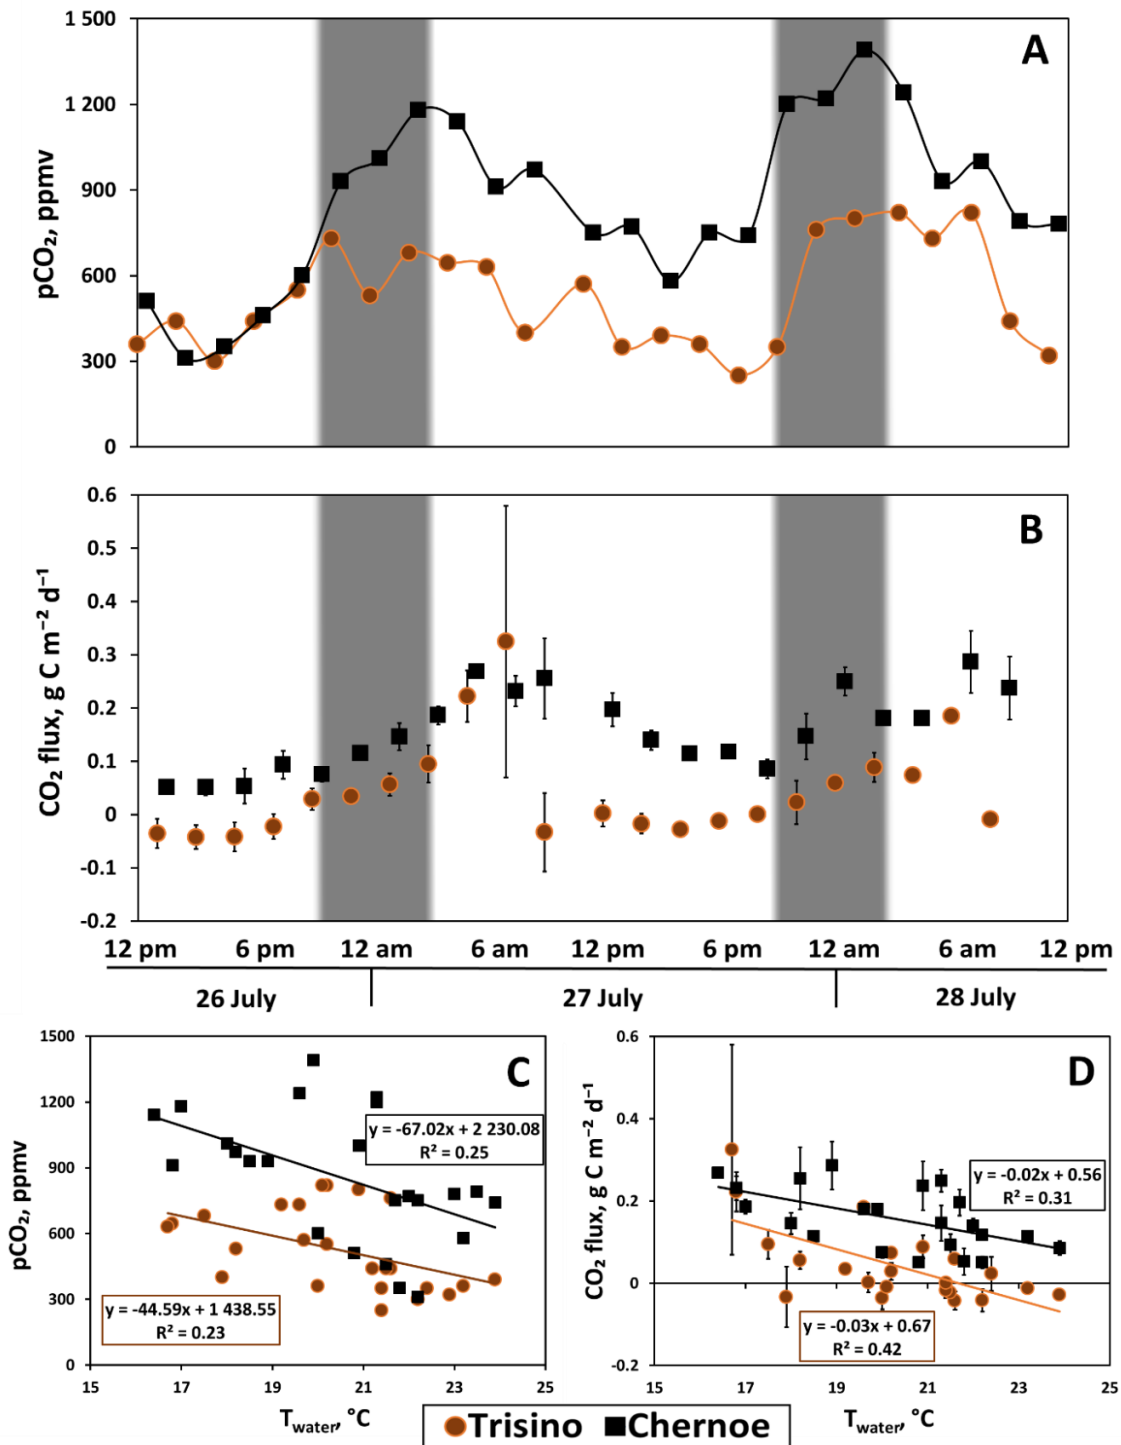 A
pCO₂, ppmv
1 500
1 200
900
600
300
0
B
CO₂ flux, g C m⁻² d⁻¹
0.6
0.5
0.4
0.3
0.2
0.1
0
-0.1
-0.2
12 pm 6 pm 12 am 6 am 12 pm 6 pm 12 am 6 am 12 pm
26 July 27 July 28 July
C
pCO₂, ppmv
1500
1200
900
600
300
0
y = -67.02x + 2 230.08
R² = 0.25
y = -44.59x + 1 438.55
R² = 0.23
15 17 19 21 23 25
T water, °C
D
CO₂ flux, g C m⁻² d⁻¹
0.6
0.4
0.2
0
-0.2
y = -0.02x + 0.56
R² = 0.31
y = -0.03x + 0.67
R² = 0.42
15 17 19 21 23 25
T water, °C
Trisino Chernoe